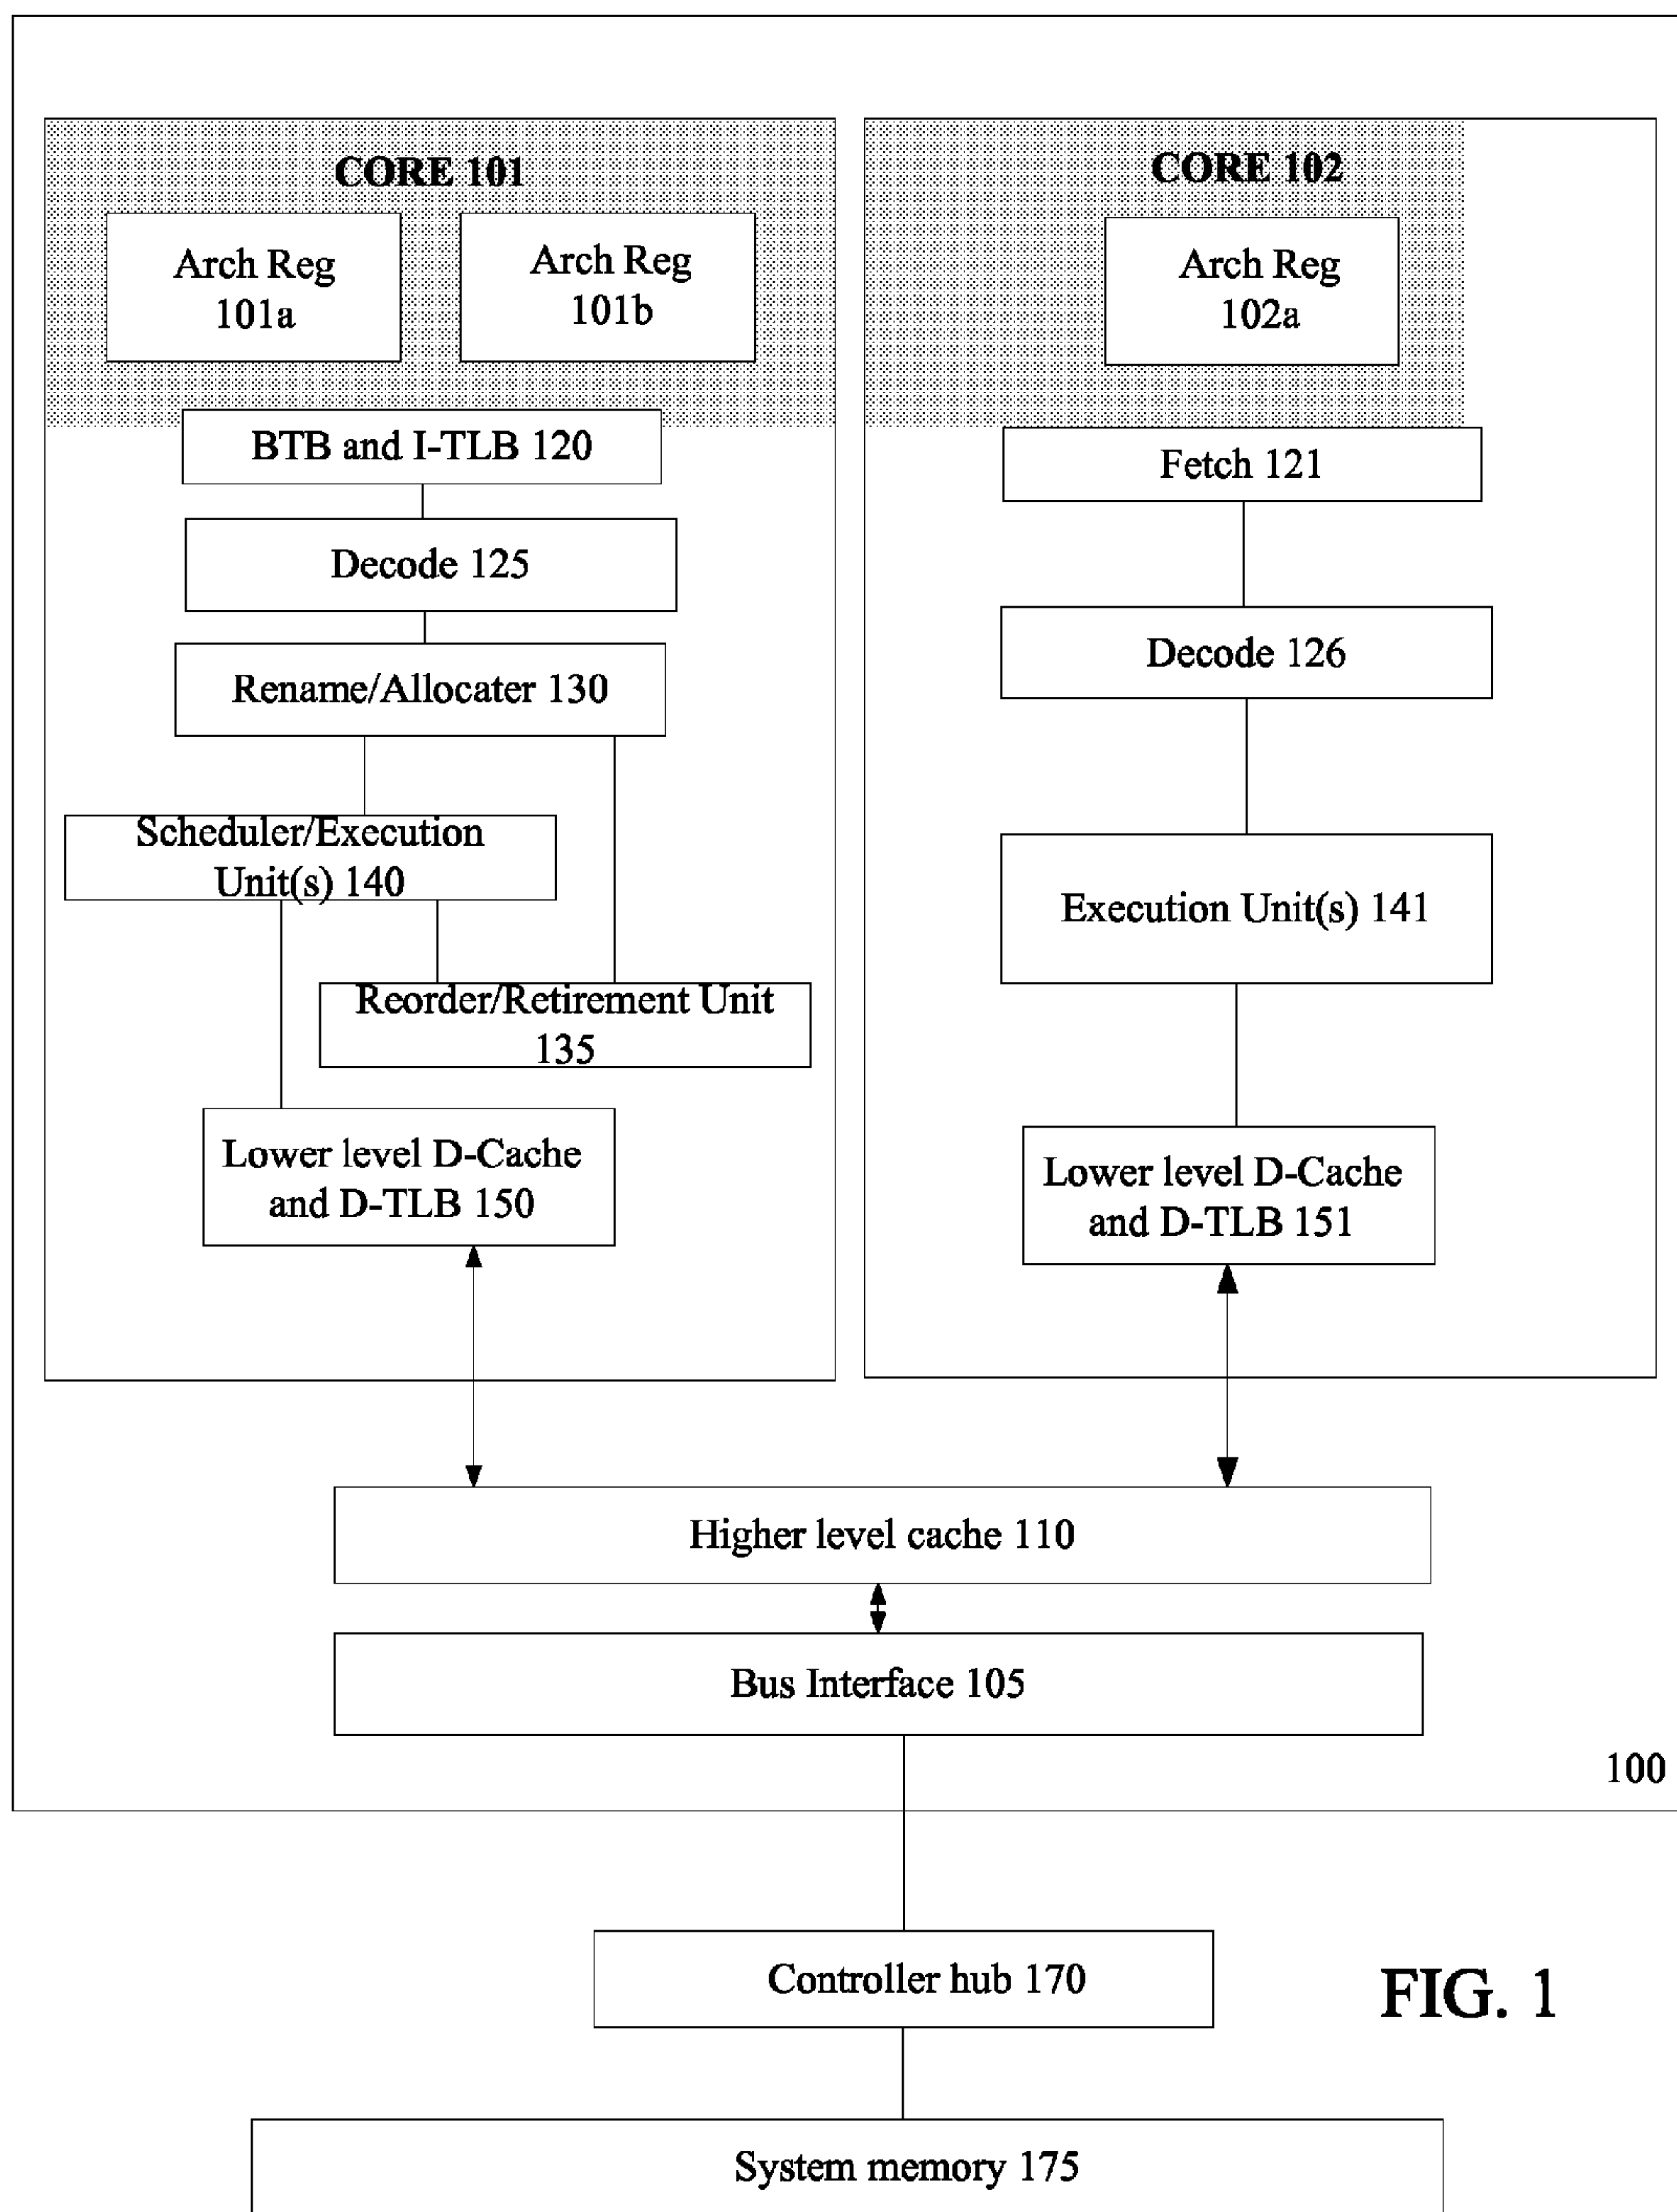 CORE 101
Arch Reg
101a
Arch Reg
101b
BTB and I-TLB 120
Decode 125
Rename/Allocater 130
Scheduler/Execution
Unit(s) 140
Reorder/Retirement Unit
135
Lower level D-Cache
and D-TLB 150
CORE 102
Arch Reg
102a
Fetch 121
Decode 126
Execution Unit(s) 141
Lower level D-Cache
and D-TLB 151
Higher level cache 110
Bus Interface 105
100
Controller hub 170
FIG. 1
System memory 175